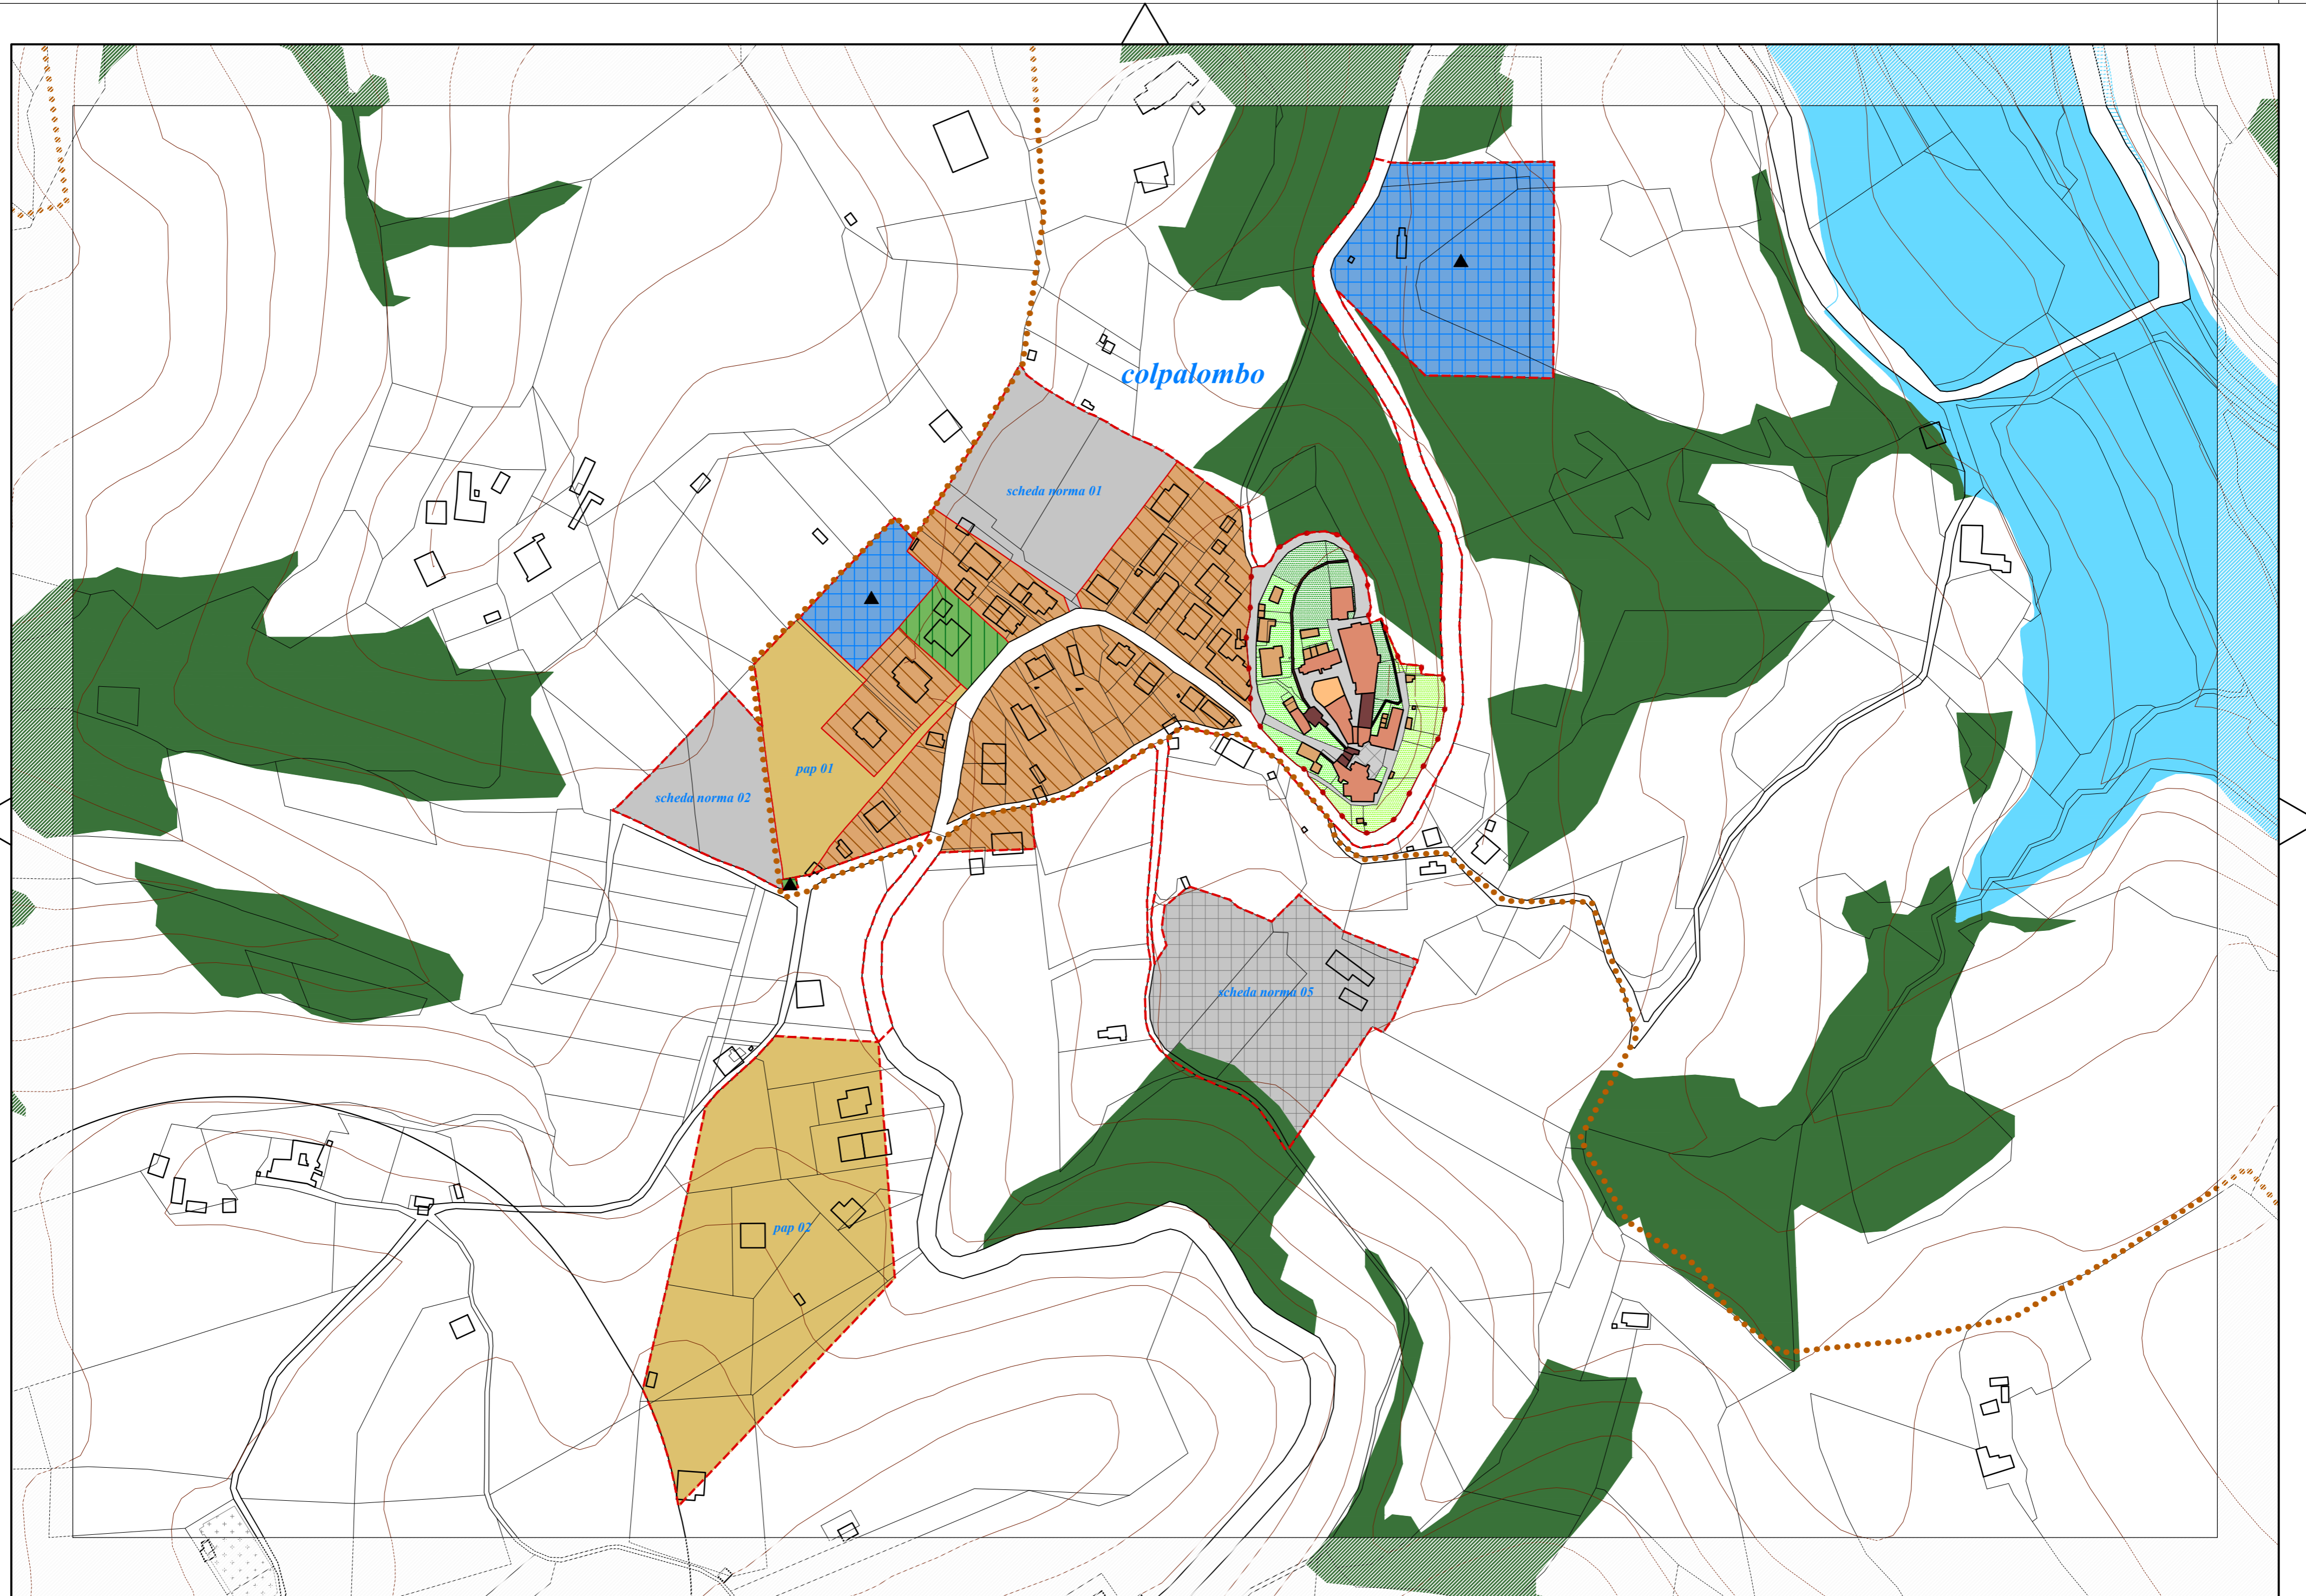 colpalombo
scheda norma 01
pap 01
scheda norma 02
scheda norma 05
pap 02